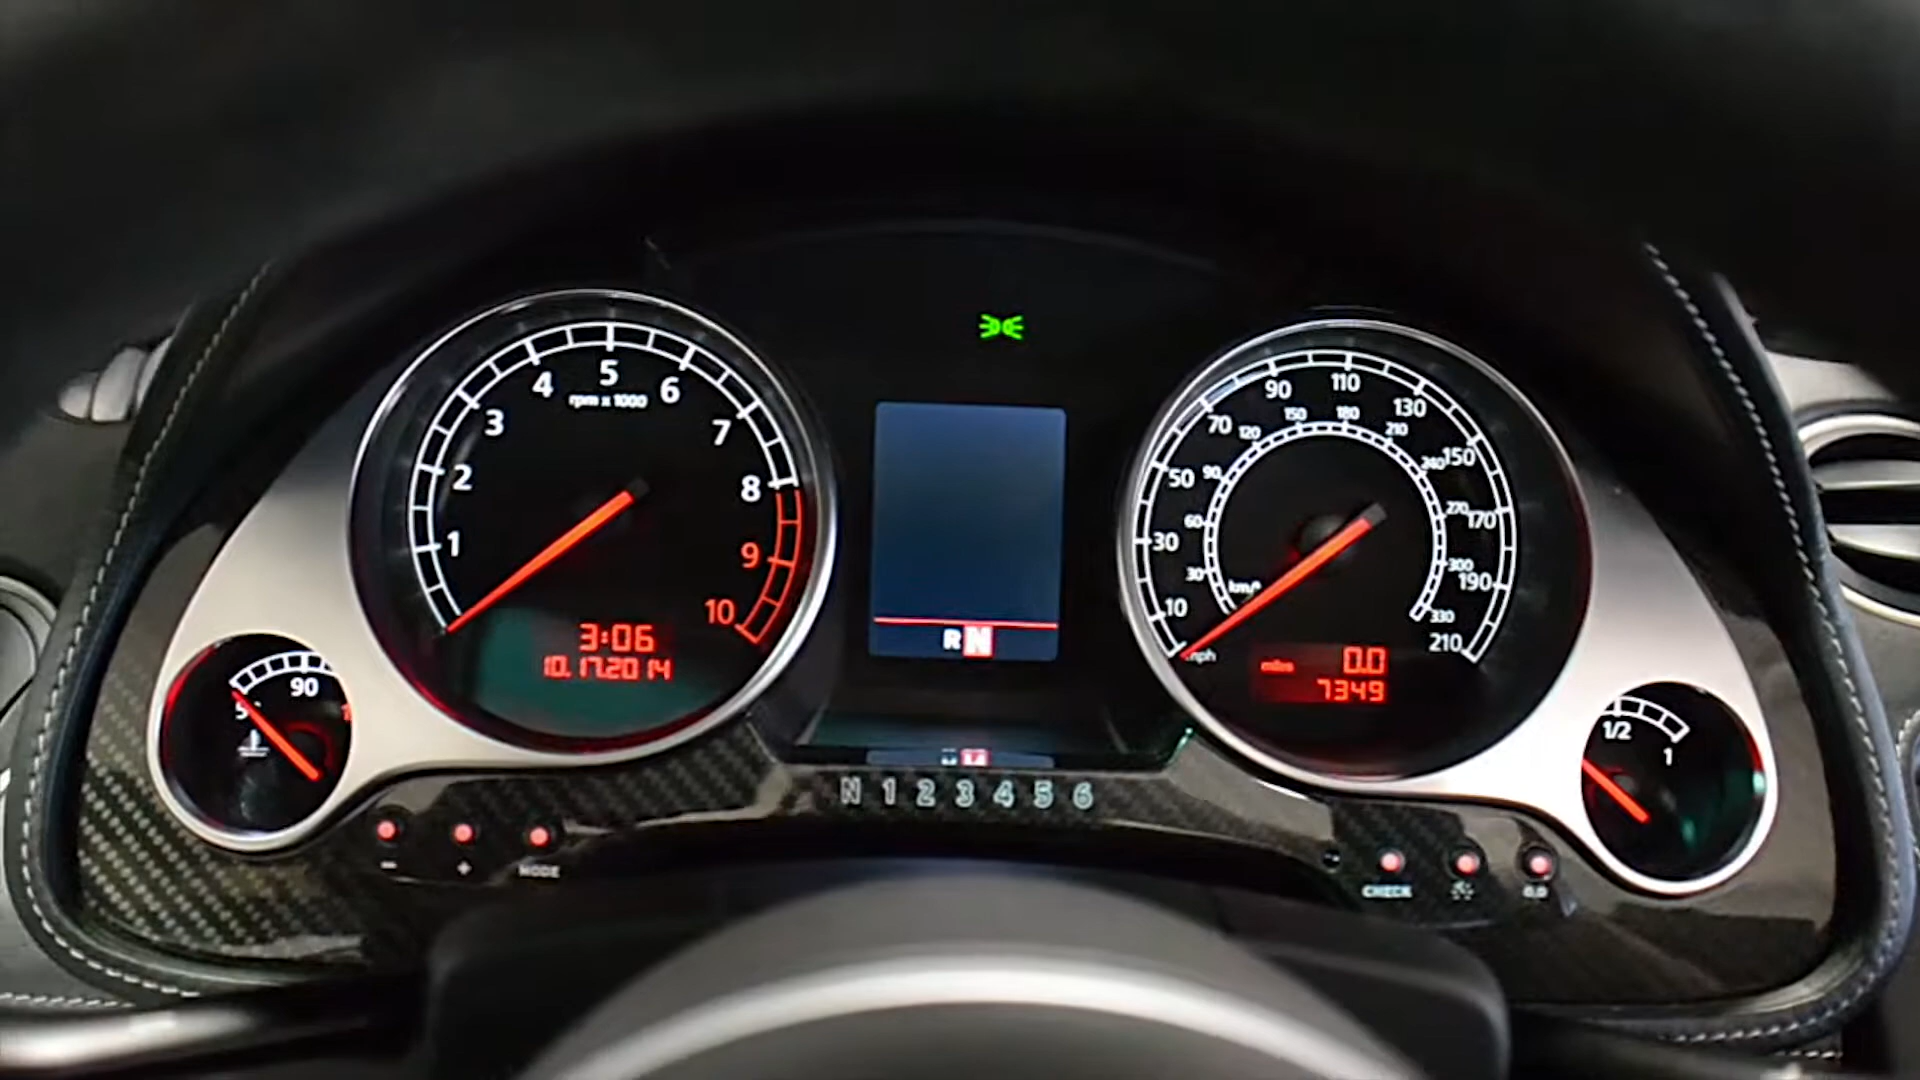 1 2 3 4 5 6 7 8 9 10
rpm x 1000
3:06
10.17.2014
90
R N
10 30 50 70 90 110 130 150 170 190 210
30 60 90 120 150 180 210 240 270 300 330
km/h
mph
miles 0.0
7349
1/2 1
N 1 2 3 4 5 6
- + MODE
CHECK 0.0